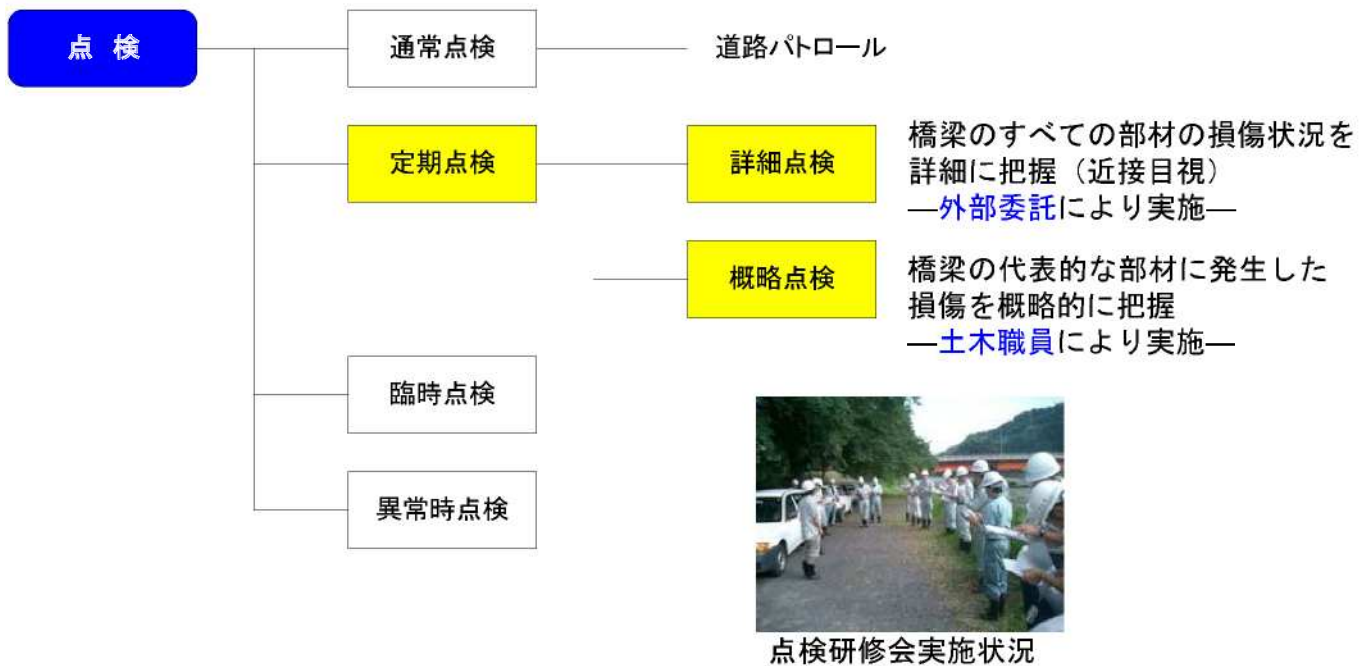 点 検
通常点検
道路パトロール
定期点検
詳細点検
橋梁のすべての部材の損傷状況を
詳細に把握（近接目視）
―外部委託により実施―
概略点検
橋梁の代表的な部材に発生した
損傷を概略的に把握
―土木職員により実施―
臨時点検
異常時点検
点検研修会実施状況